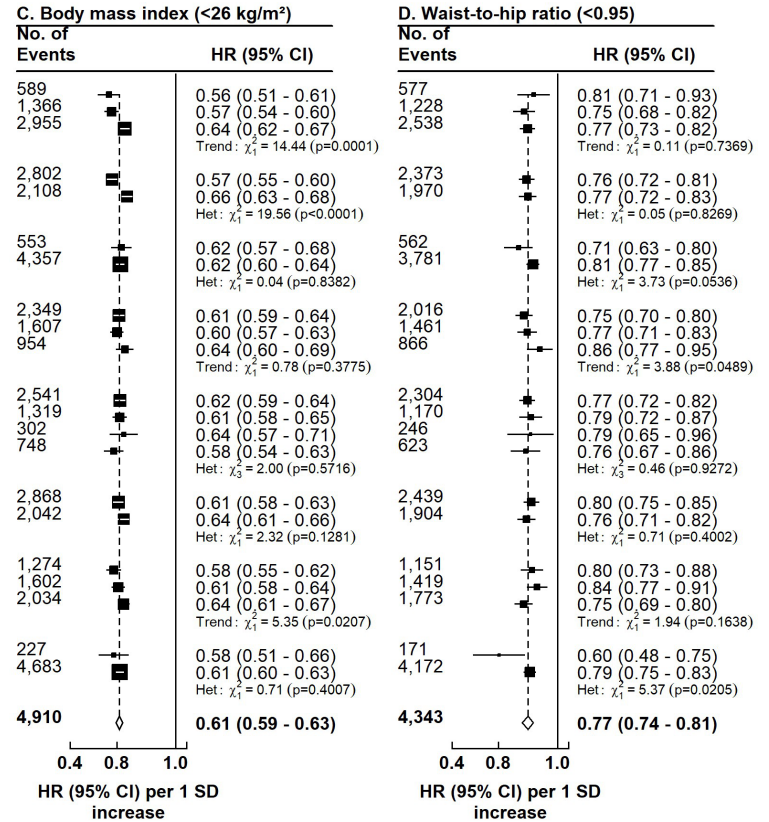 C. Body mass index (<26 kg/m²)
No. of
Events
HR (95% CI)
589 0.56 (0.51 - 0.61)
1,366 0.57 (0.54 - 0.60)
2,955 0.64 (0.62 - 0.67)
Trend: χ²₁ = 14.44 (p=0.0001)
2,802 0.57 (0.55 - 0.60)
2,108 0.66 (0.63 - 0.68)
Het: χ²₁ = 19.56 (p<0.0001)
553 0.62 (0.57 - 0.68)
4,357 0.62 (0.60 - 0.64)
Het: χ²₁ = 0.04 (p=0.8382)
2,349 0.61 (0.59 - 0.64)
1,607 0.60 (0.57 - 0.63)
954 0.64 (0.60 - 0.69)
Trend: χ²₁ = 0.78 (p=0.3775)
2,541 0.62 (0.59 - 0.64)
1,319 0.61 (0.58 - 0.65)
302 0.64 (0.57 - 0.71)
748 0.58 (0.54 - 0.63)
Het: χ²₃ = 2.00 (p=0.5716)
2,868 0.61 (0.58 - 0.63)
2,042 0.64 (0.61 - 0.66)
Het: χ²₁ = 2.32 (p=0.1281)
1,274 0.58 (0.55 - 0.62)
1,602 0.61 (0.58 - 0.64)
2,034 0.64 (0.61 - 0.67)
Trend: χ²₁ = 5.35 (p=0.0207)
227 0.58 (0.51 - 0.66)
4,683 0.61 (0.60 - 0.63)
Het: χ²₁ = 0.71 (p=0.4007)
4,910 0.61 (0.59 - 0.63)
0.4 0.8 1.0
HR (95% CI) per 1 SD
increase
D. Waist-to-hip ratio (<0.95)
No. of
Events
HR (95% CI)
577 0.81 (0.71 - 0.93)
1,228 0.75 (0.68 - 0.82)
2,538 0.77 (0.73 - 0.82)
Trend: χ²₁ = 0.11 (p=0.7369)
2,373 0.76 (0.72 - 0.81)
1,970 0.77 (0.72 - 0.83)
Het: χ²₁ = 0.05 (p=0.8269)
562 0.71 (0.63 - 0.80)
3,781 0.81 (0.77 - 0.85)
Het: χ²₁ = 3.73 (p=0.0536)
2,016 0.75 (0.70 - 0.80)
1,461 0.77 (0.71 - 0.83)
866 0.86 (0.77 - 0.95)
Trend: χ²₁ = 3.88 (p=0.0489)
2,304 0.77 (0.72 - 0.82)
1,170 0.79 (0.72 - 0.87)
246 0.79 (0.65 - 0.96)
623 0.76 (0.67 - 0.86)
Het: χ²₃ = 0.46 (p=0.9272)
2,439 0.80 (0.75 - 0.85)
1,904 0.76 (0.71 - 0.82)
Het: χ²₁ = 0.71 (p=0.4002)
1,151 0.80 (0.73 - 0.88)
1,419 0.84 (0.77 - 0.91)
1,773 0.75 (0.69 - 0.80)
Trend: χ²₁ = 1.94 (p=0.1638)
171 0.60 (0.48 - 0.75)
4,172 0.79 (0.75 - 0.83)
Het: χ²₁ = 5.37 (p=0.0205)
4,343 0.77 (0.74 - 0.81)
0.4 0.8 1.0
HR (95% CI) per 1 SD
increase